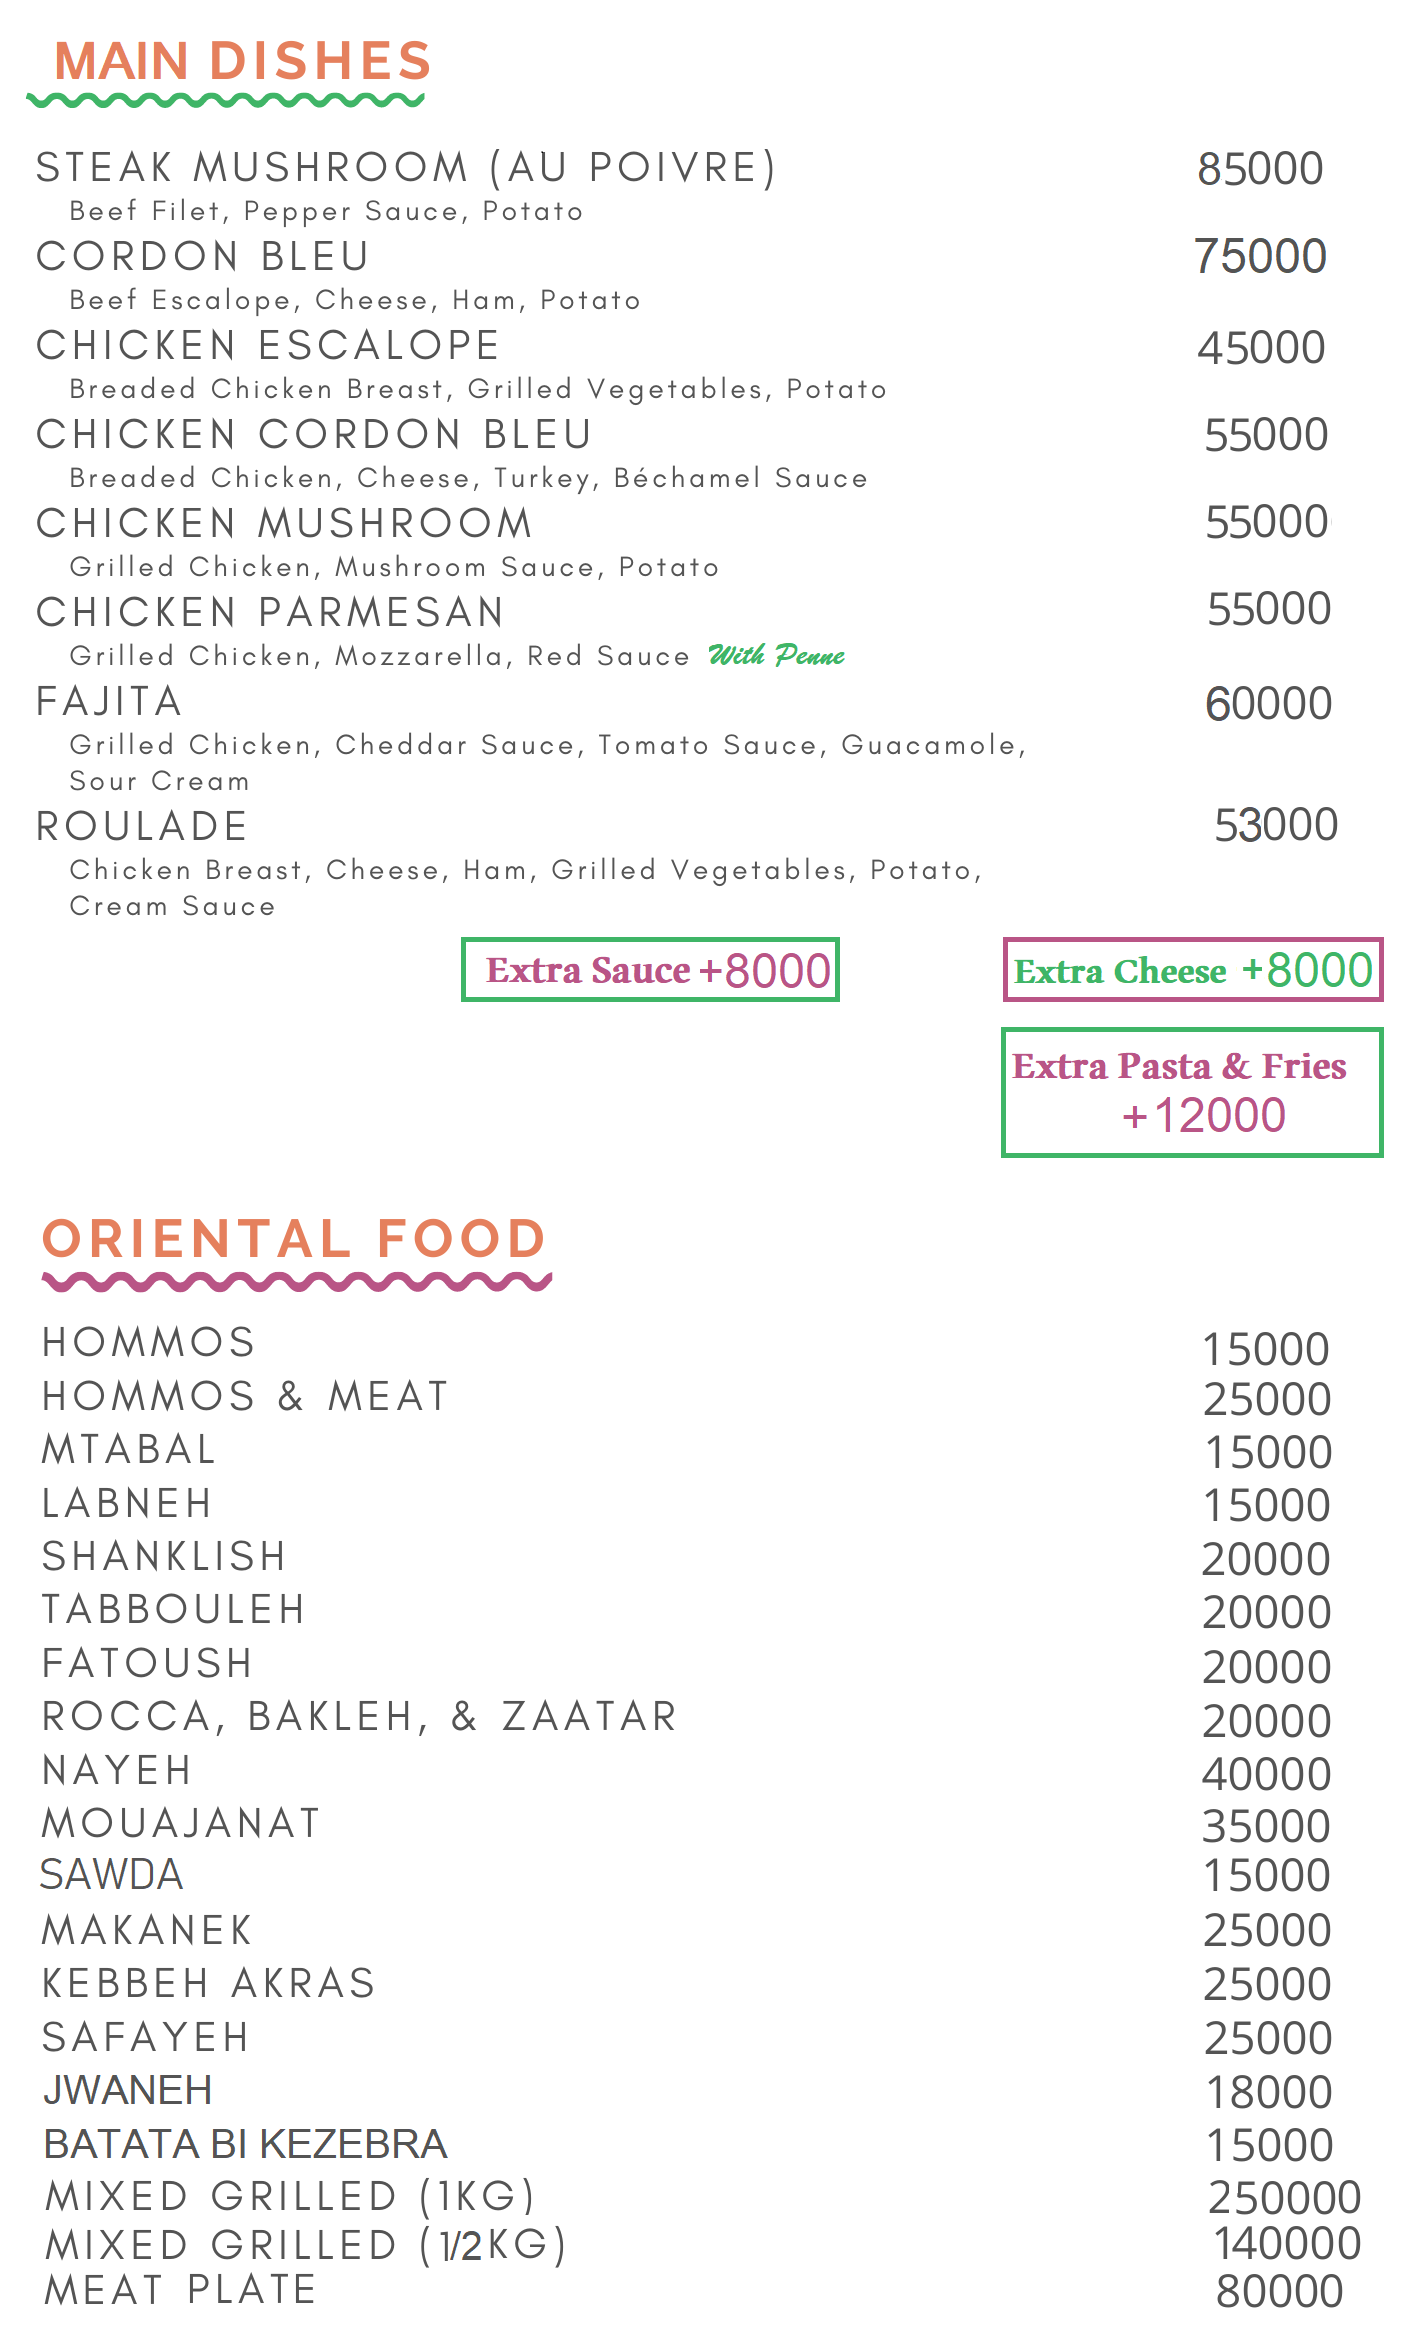 MAIN DISHES
STEAK MUSHROOM (AU POIVRE) 85000
Beef Filet, Pepper Sauce, Potato
CORDON BLEU 75000
Beef Escalope, Cheese, Ham, Potato
CHICKEN ESCALOPE 45000
Breaded Chicken Breast, Grilled Vegetables, Potato
CHICKEN CORDON BLEU 55000
Breaded Chicken, Cheese, Turkey, Béchamel Sauce
CHICKEN MUSHROOM 55000
Grilled Chicken, Mushroom Sauce, Potato
CHICKEN PARMESAN 55000
Grilled Chicken, Mozzarella, Red Sauce With Penne
FAJITA 60000
Grilled Chicken, Cheddar Sauce, Tomato Sauce, Guacamole,
Sour Cream
ROULADE 53000
Chicken Breast, Cheese, Ham, Grilled Vegetables, Potato,
Cream Sauce
Extra Sauce +8000
Extra Cheese +8000
Extra Pasta & Fries
+12000
ORIENTAL FOOD
HOMMOS 15000
HOMMOS & MEAT 25000
MTABAL 15000
LABNEH 15000
SHANKLISH 20000
TABBOULEH 20000
FATOUSH 20000
ROCCA, BAKLEH, & ZAATAR 20000
NAYEH 40000
MOUAJANAT 35000
SAWDA 15000
MAKANEK 25000
KEBBEH AKRAS 25000
SAFAYEH 25000
JWANEH 18000
BATATA BI KEZEBRA 15000
MIXED GRILLED (1KG) 250000
MIXED GRILLED (1/2KG) 140000
MEAT PLATE 80000